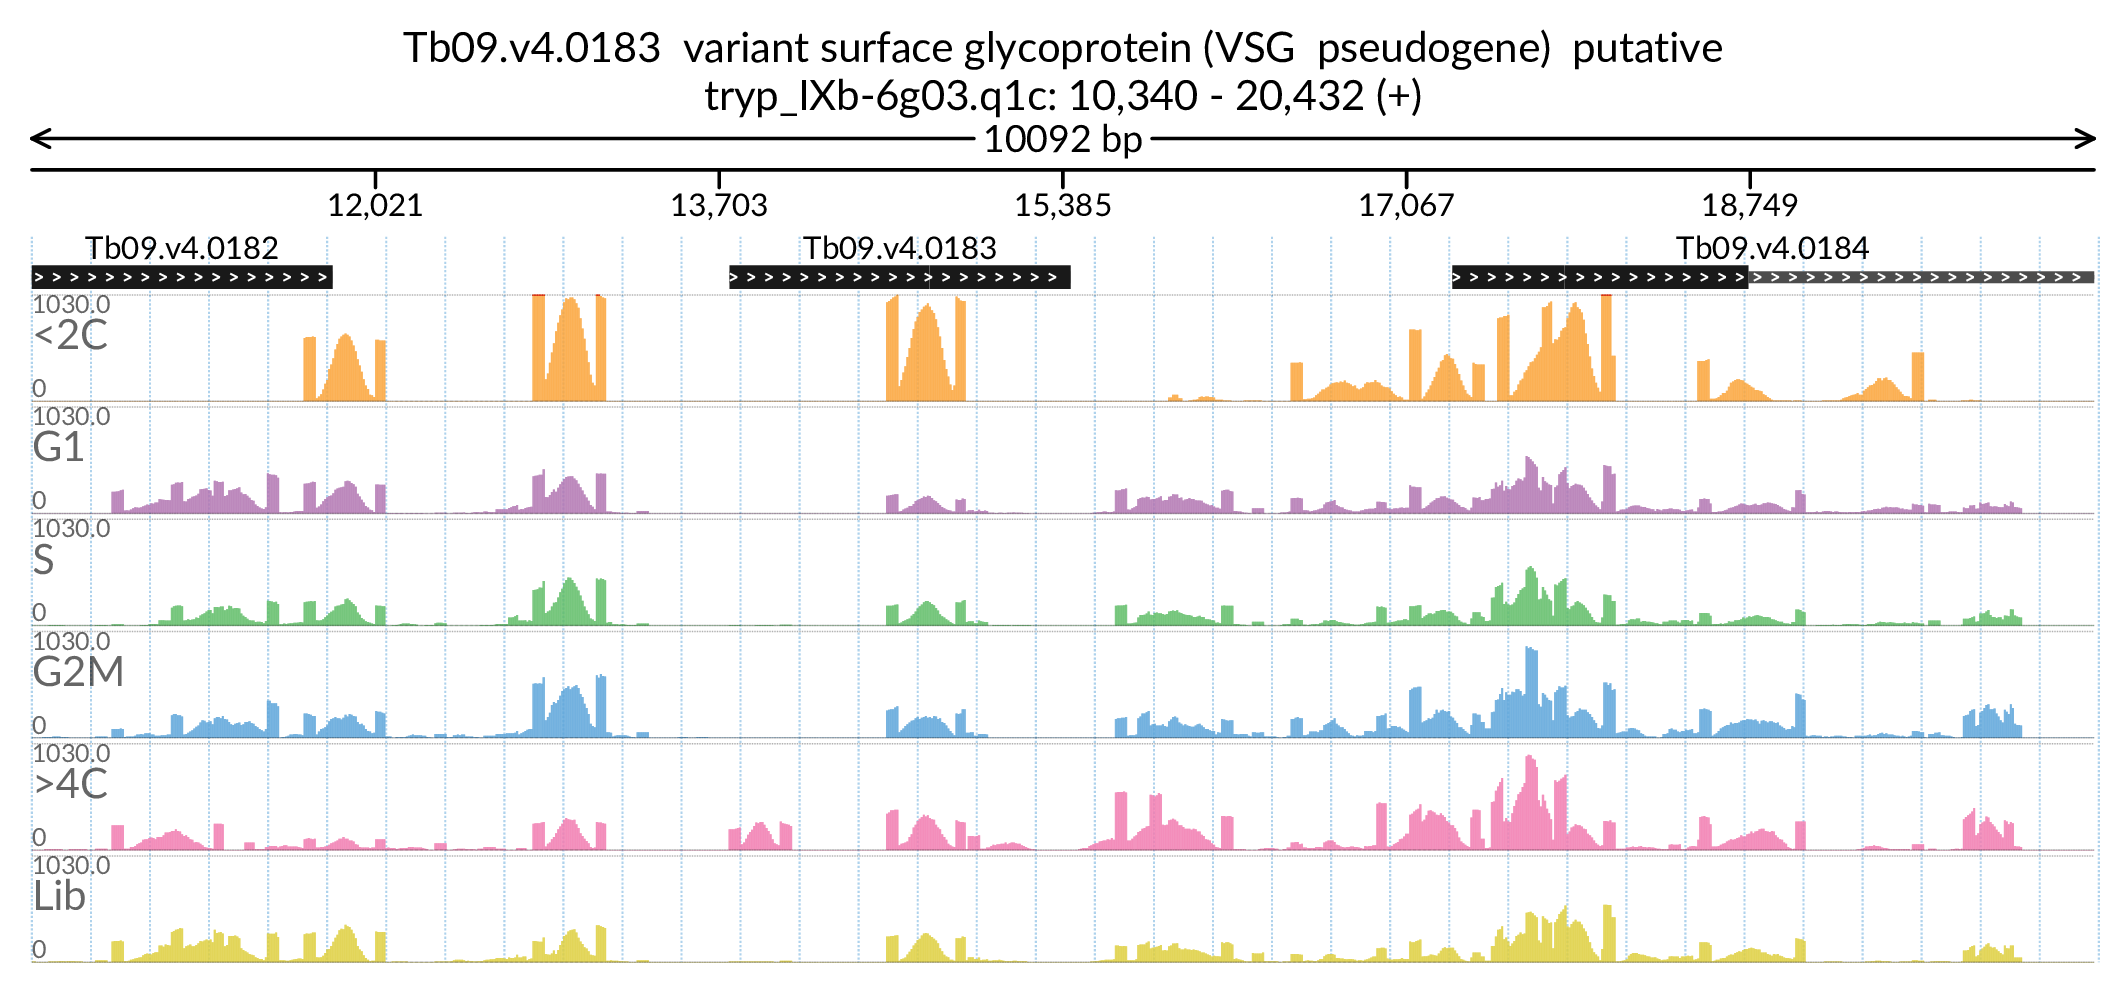 Tb09.v4.0183 variant surface glycoprotein (VSG pseudogene) putative
tryp_IXb-6g03.q1c: 10,340 - 20,432 (+)
10092 bp
12,021 13,703 15,385 17,067 18,749
Tb09.v4.0182 Tb09.v4.0183 Tb09.v4.0184
1030.0
<2C
0
1030.0
G1
0
1030.0
S
0
1030.0
G2M
0
1030.0
>4C
0
1030.0
Lib
0